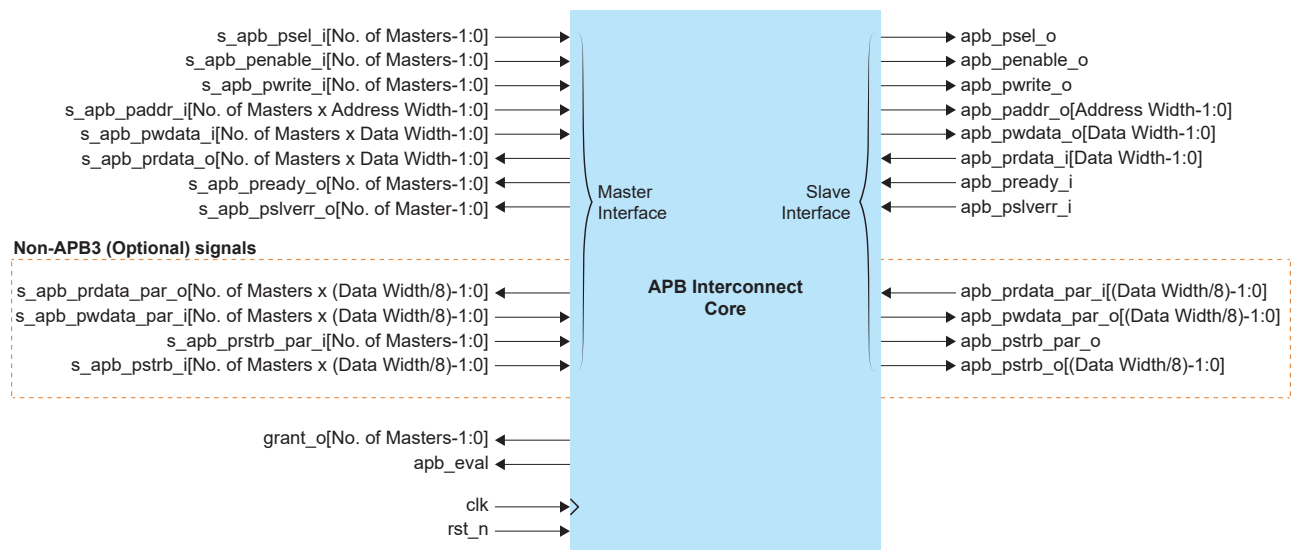 s_apb_psel_i[No. of Masters-1:0]
s_apb_penable_i[No. of Masters-1:0]
s_apb_pwrite_i[No. of Masters-1:0]
s_apb_paddr_i[No. of Masters x Address Width-1:0]
s_apb_pwdata_i[No. of Masters x Data Width-1:0]
s_apb_prdata_o[No. of Masters x Data Width-1:0]
s_apb_pready_o[No. of Masters-1:0]
s_apb_pslverr_o[No. of Master-1:0]
Master
Interface
Slave
Interface
apb_psel_o
apb_penable_o
apb_pwrite_o
apb_paddr_o[Address Width-1:0]
apb_pwdata_o[Data Width-1:0]
apb_prdata_i[Data Width-1:0]
apb_pready_i
apb_pslverr_i
Non-APB3 (Optional) signals
s_apb_prdata_par_o[No. of Masters x (Data Width/8)-1:0]
s_apb_pwdata_par_i[No. of Masters x (Data Width/8)-1:0]
s_apb_prstrb_par_i[No. of Masters-1:0]
s_apb_pstrb_i[No. of Masters x (Data Width/8)-1:0]
APB Interconnect
Core
apb_prdata_par_i[(Data Width/8)-1:0]
apb_pwdata_par_o[(Data Width/8)-1:0]
apb_pstrb_par_o
apb_pstrb_o[(Data Width/8)-1:0]
grant_o[No. of Masters-1:0]
apb_eval
clk
rst_n